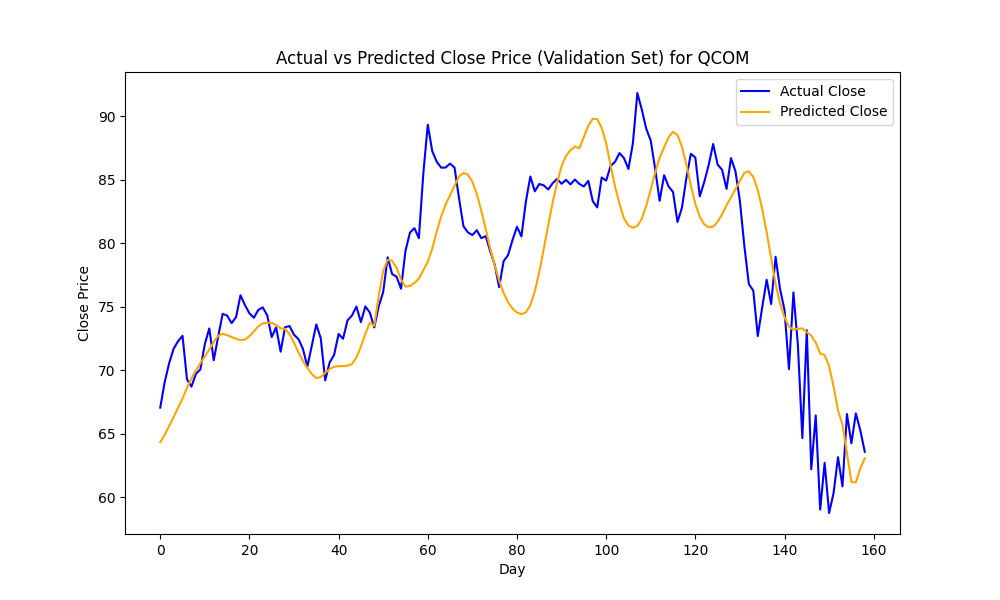 Actual vs Predicted Close Price (Validation Set) for QCOM
Actual Close
Predicted Close
Close Price
90
85
80
75
70
65
60
0 20 40 60 80 100 120 140 160
Day